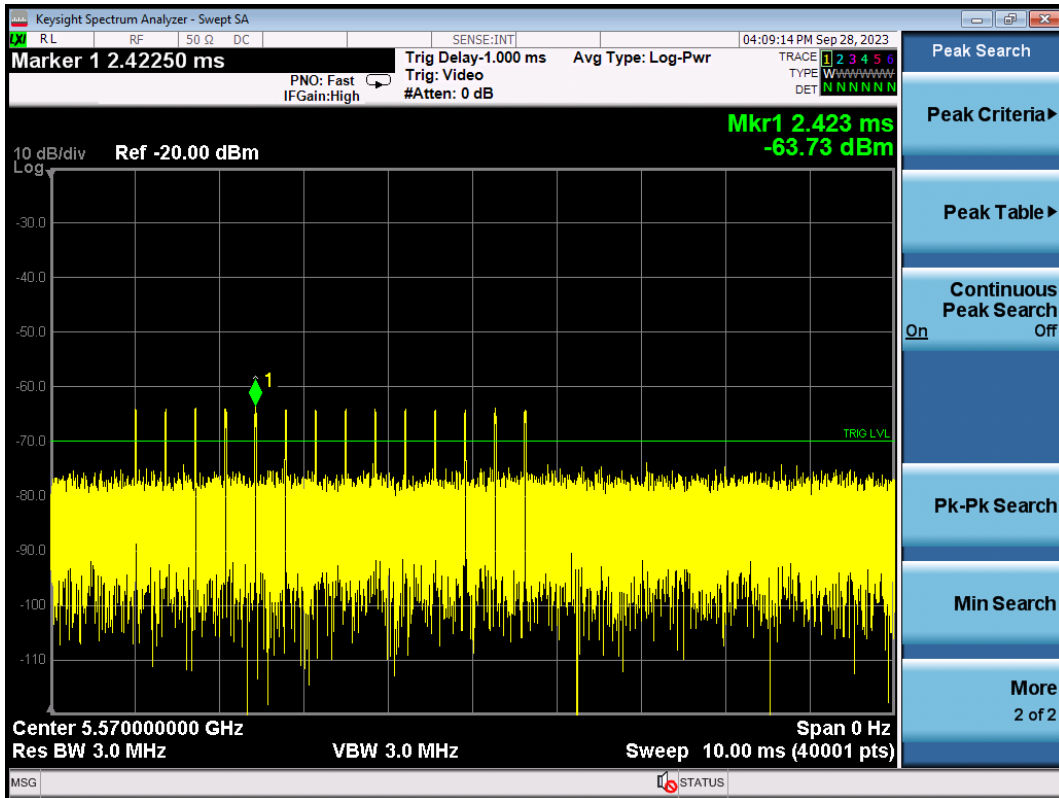 Keysight Spectrum Analyzer - Swept SA
LXI RL RF 50 Ω DC SENSE:INT 04:09:14 PM Sep 28, 2023
Marker 1 2.42250 ms
Trig Delay-1.000 ms
Avg Type: Log-Pwr
TRACE 1 2 3 4 5 6
PNO: Fast
Trig: Video
TYPE WWWWWWW
IFGain:High
#Atten: 0 dB
DET N N N N N N
Mkr1 2.423 ms
-63.73 dBm
10 dB/div Ref -20.00 dBm
Log
-30.0
-40.0
-50.0
-60.0
1
-70.0
TRIG LVL
-80.0
-90.0
-100
-110
Center 5.570000000 GHz
Span 0 Hz
Res BW 3.0 MHz
VBW 3.0 MHz
Sweep 10.00 ms (40001 pts)
MSG
STATUS
Peak Search
Peak Criteria
Peak Table
Continuous
Peak Search
On Off
Pk-Pk Search
Min Search
More
2 of 2